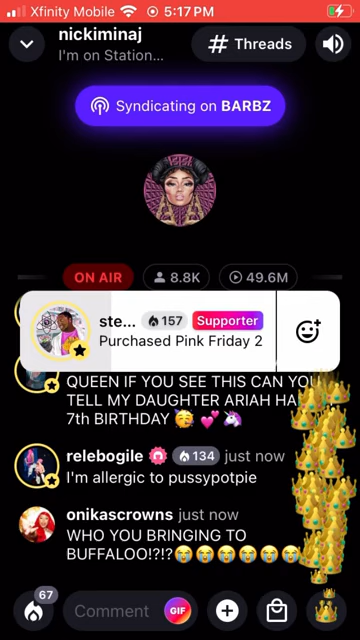 Xfinity Mobile 5:17 PM
nickiminaj
I'm on Station...
# Threads
Syndicating on BARBZ
ON AIR
8.8K
49.6M
ste... 157 Supporter
Purchased Pink Friday 2
QUEEN IF YOU SEE THIS CAN YOU
TELL MY DAUGHTER ARIAH HA
7th BIRTHDAY 🥳 💕 🦄
relebogile 134 just now
I'm allergic to pussypotpie
onikascrowns just now
WHO YOU BRINGING TO
BUFFALOO!?!?😭😭😭😭😭😭
67
Comment
GIF